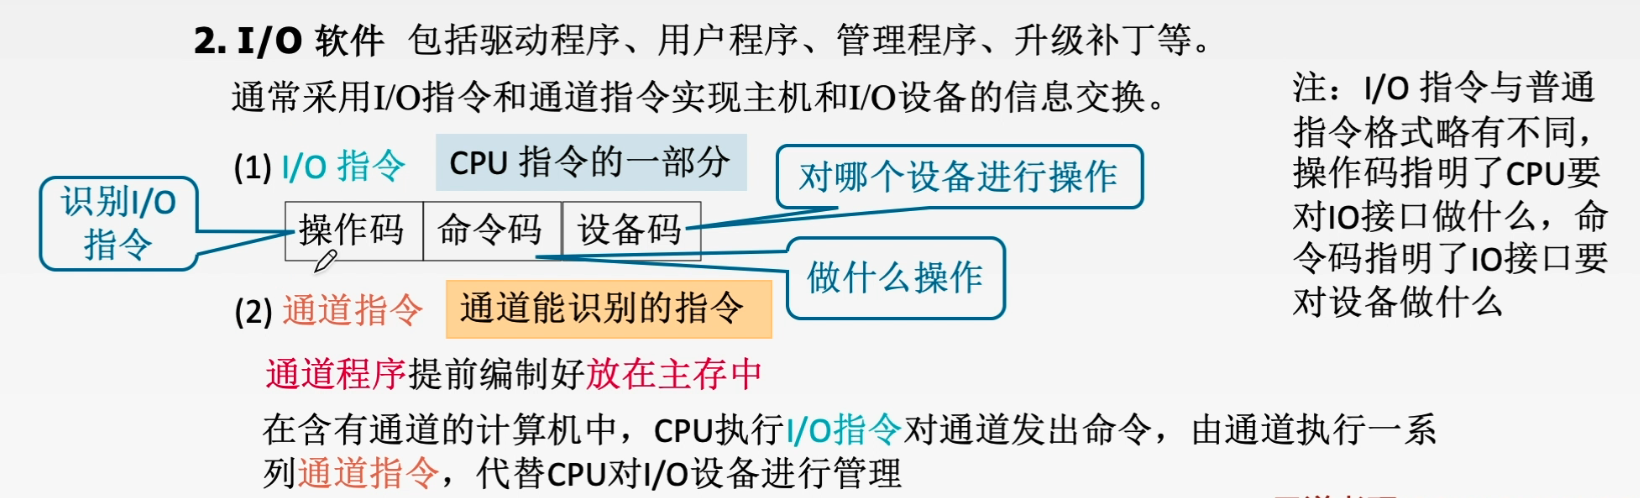 2. I/O 软件 包括驱动程序、用户程序、管理程序、升级补丁等。
通常采用I/O指令和通道指令实现主机和I/O设备的信息交换。
(1) I/O 指令 CPU 指令的一部分
对哪个设备进行操作
识别I/O
指令
操作码 命令码 设备码
做什么操作
(2) 通道指令 通道能识别的指令
通道程序提前编制好放在主存中
在含有通道的计算机中，CPU执行I/O指令对通道发出命令，由通道执行一系
列通道指令，代替CPU对I/O设备进行管理
注：I/O 指令与普通
指令格式略有不同，
操作码指明了CPU要
对IO接口做什么，命
令码指明了IO接口要
对设备做什么